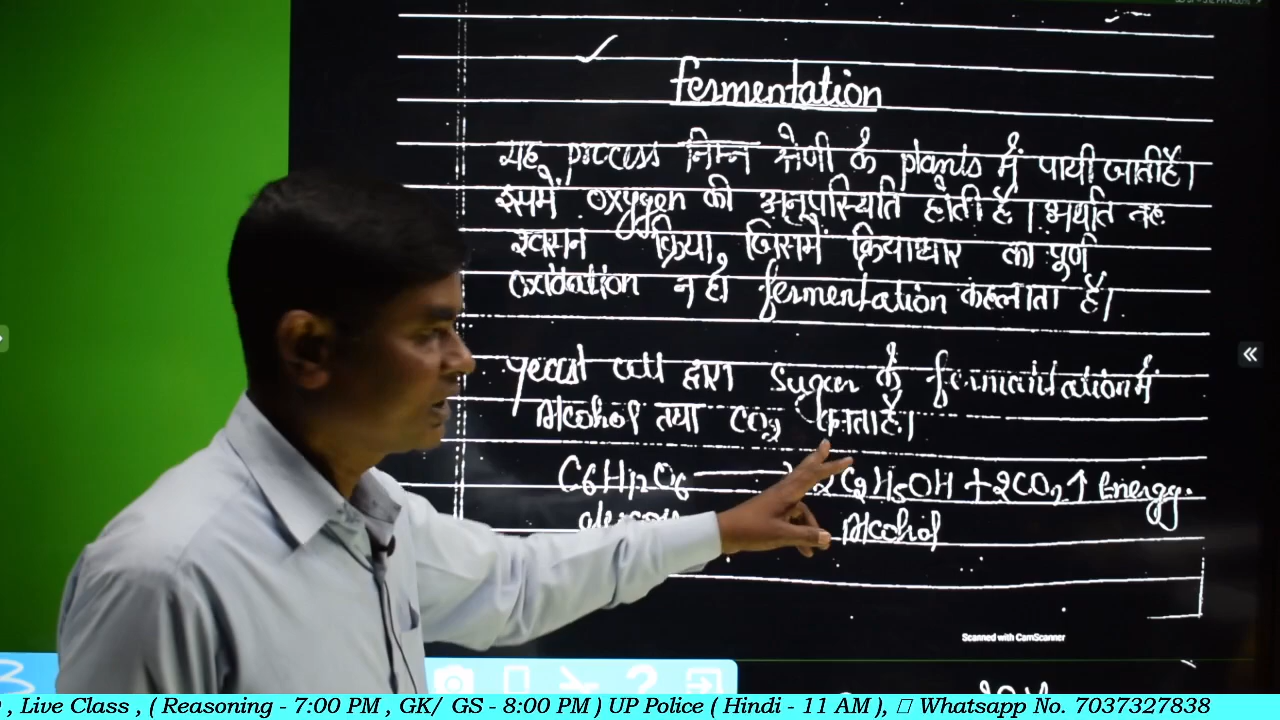 fermentation
यह process निम्न श्रेणी के plants में पायी जाती है।
इसमें oxygen की अनुपस्थिति होती है। अर्थात वह
श्वसन क्रिया, जिसमें क्रियाधार का पूर्ण
oxidation न हो fermentation कहलाता है।
yeast cell द्वारा Sugar के fermentation में
Alcohol तथा CO2 बनाता है।
C6H12O6 2C2H5OH + 2CO2↑ Energy.
Alcohol
Scanned with CamScanner
, Live Class , ( Reasoning - 7:00 PM , GK/ GS - 8:00 PM ) UP Police ( Hindi - 11 AM ), Whatsapp No. 7037327838